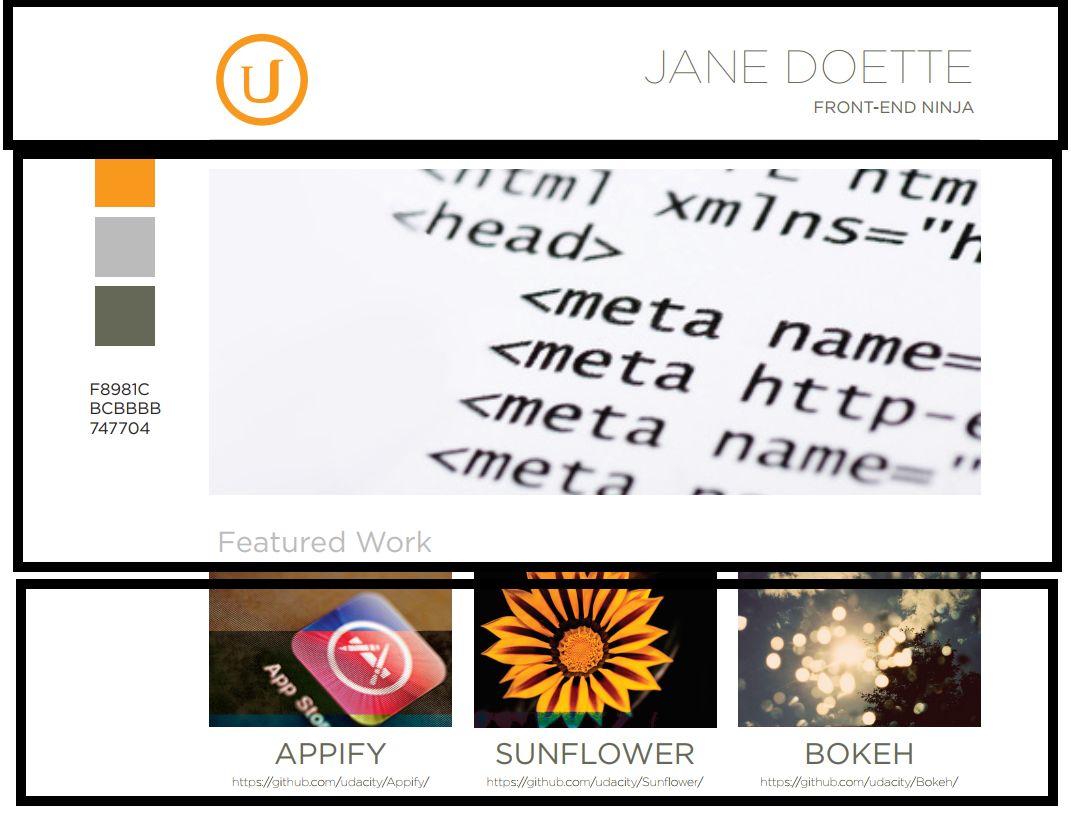 U
JANE DOETTE
FRONT-END NINJA
F8981C
BCBBBB
747704
<html
htm
<head>
xmlns="h
<meta name=
<meta http-e
<meta name="
<meta
Featured Work
App Stor
APPIFY
SUNFLOWER
BOKEH
https://github.com/udacity/Appify/
https://github.com/udacity/Sunflower/
https://github.com/udacity/Bokeh/